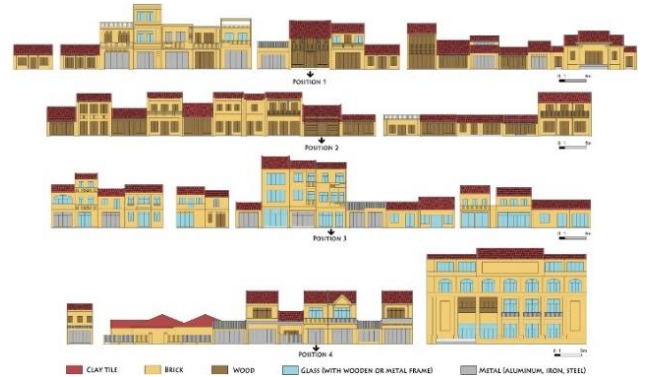 POSITION 1
POSITION 2
POSITION 3
POSITION 4
CLAY TILE
BRICK
WOOD
GLASS (WITH WOODEN OR METAL FRAME)
METAL (ALUMINUM, IRON, STEEL)